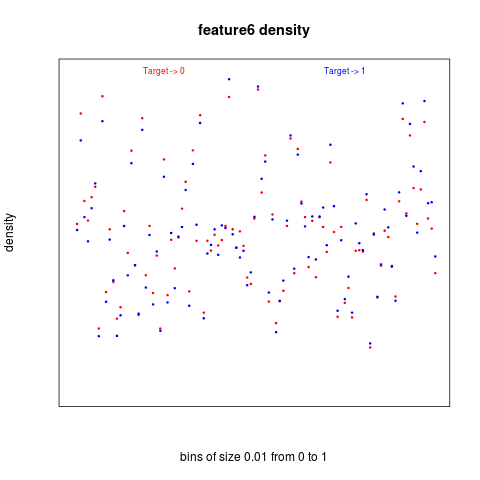 feature6 density
Target -> 0
Target -> 1
density
bins of size 0.01 from 0 to 1